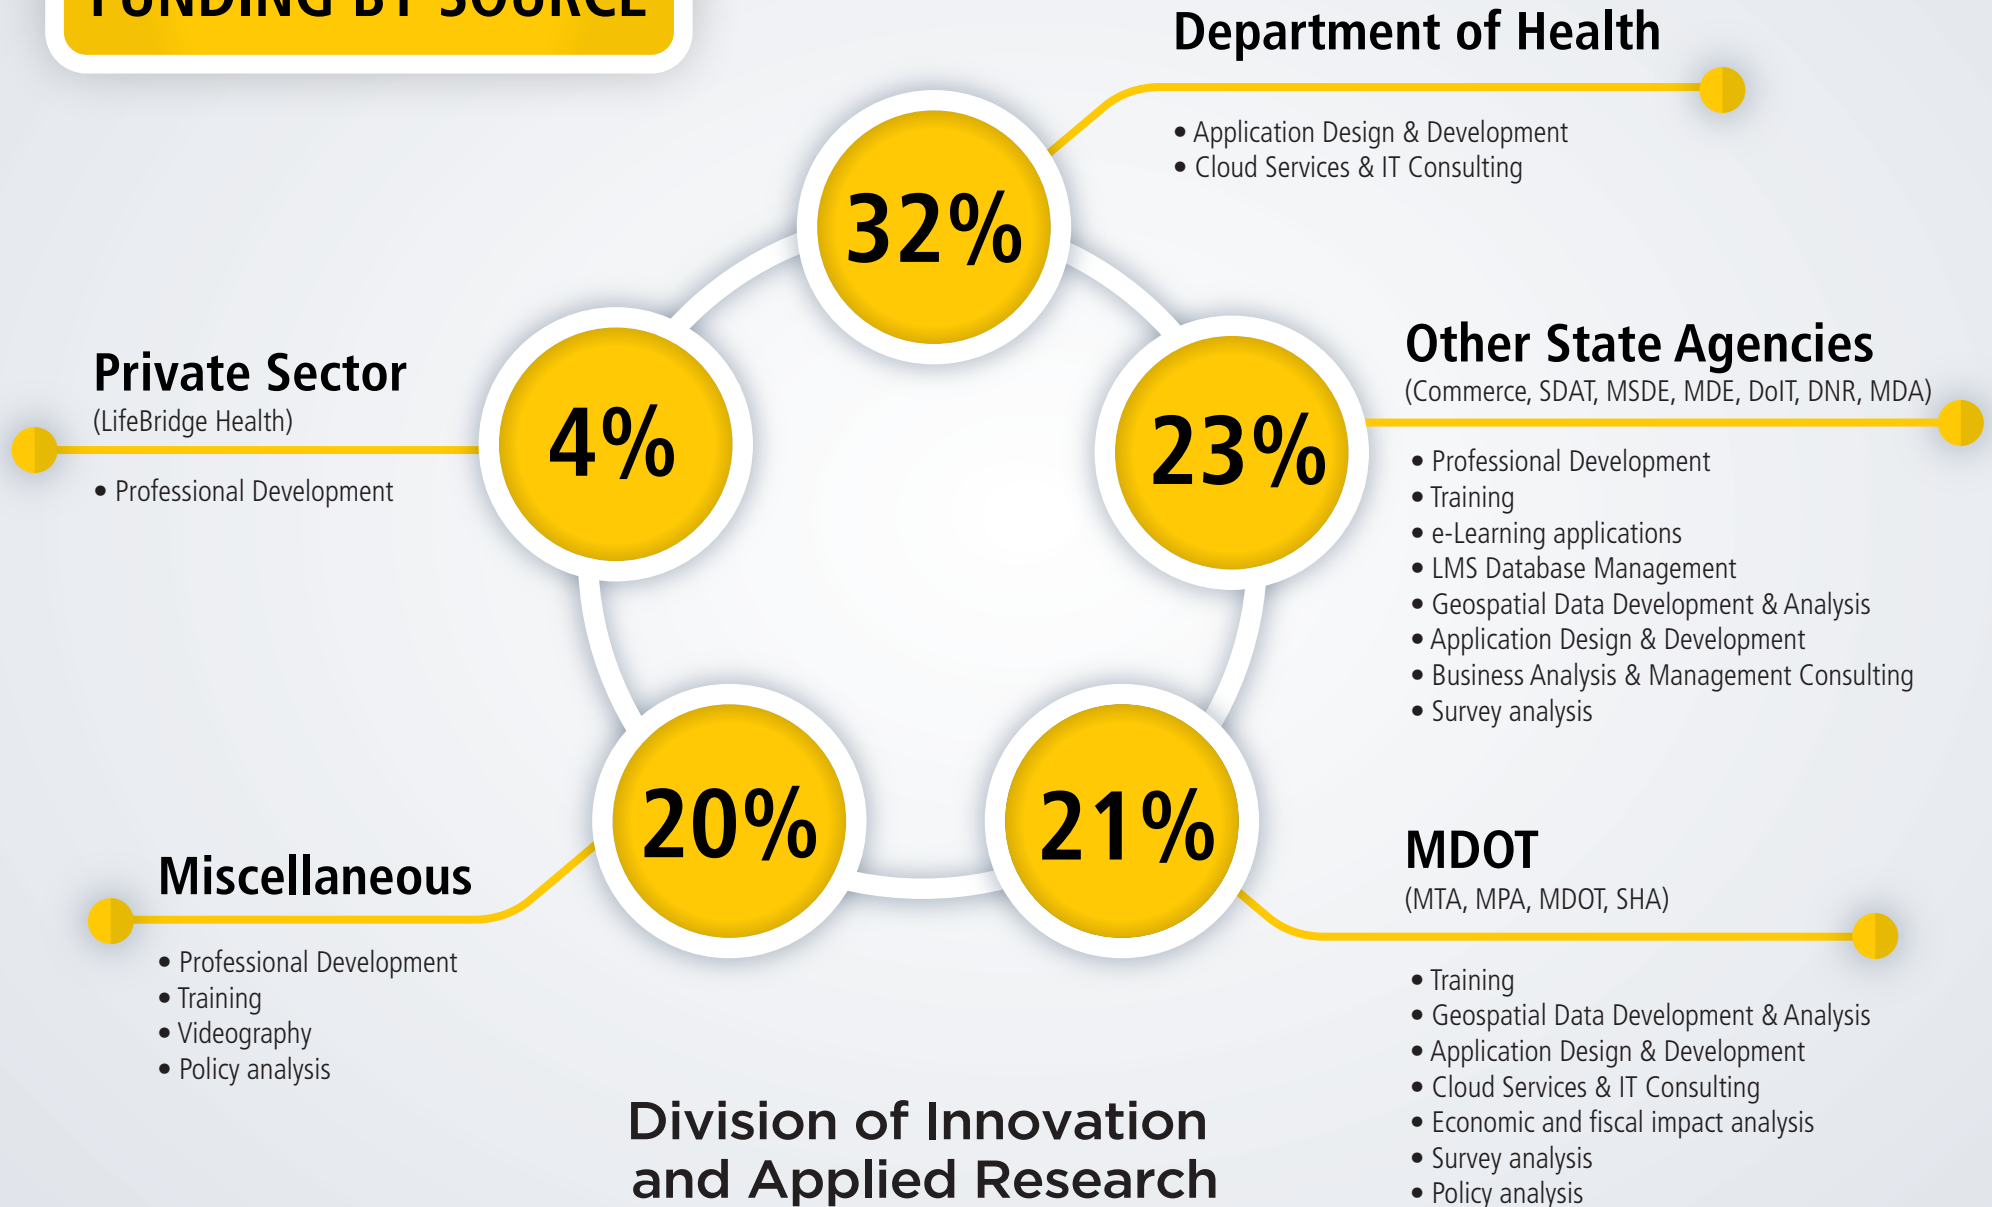 FUNDING BY SOURCE
Department of Health
• Application Design & Development
• Cloud Services & IT Consulting
32%
Other State Agencies
(Commerce, SDAT, MSDE, MDE, DoIT, DNR, MDA)
• Professional Development
• Training
• e-Learning applications
• LMS Database Management
• Geospatial Data Development & Analysis
• Application Design & Development
• Business Analysis & Management Consulting
• Survey analysis
23%
Private Sector
(LifeBridge Health)
• Professional Development
4%
Miscellaneous
• Professional Development
• Training
• Videography
• Policy analysis
20%
21%
MDOT
(MTA, MPA, MDOT, SHA)
• Training
• Geospatial Data Development & Analysis
• Application Design & Development
• Cloud Services & IT Consulting
• Economic and fiscal impact analysis
• Survey analysis
• Policy analysis
Division of Innovation
and Applied Research